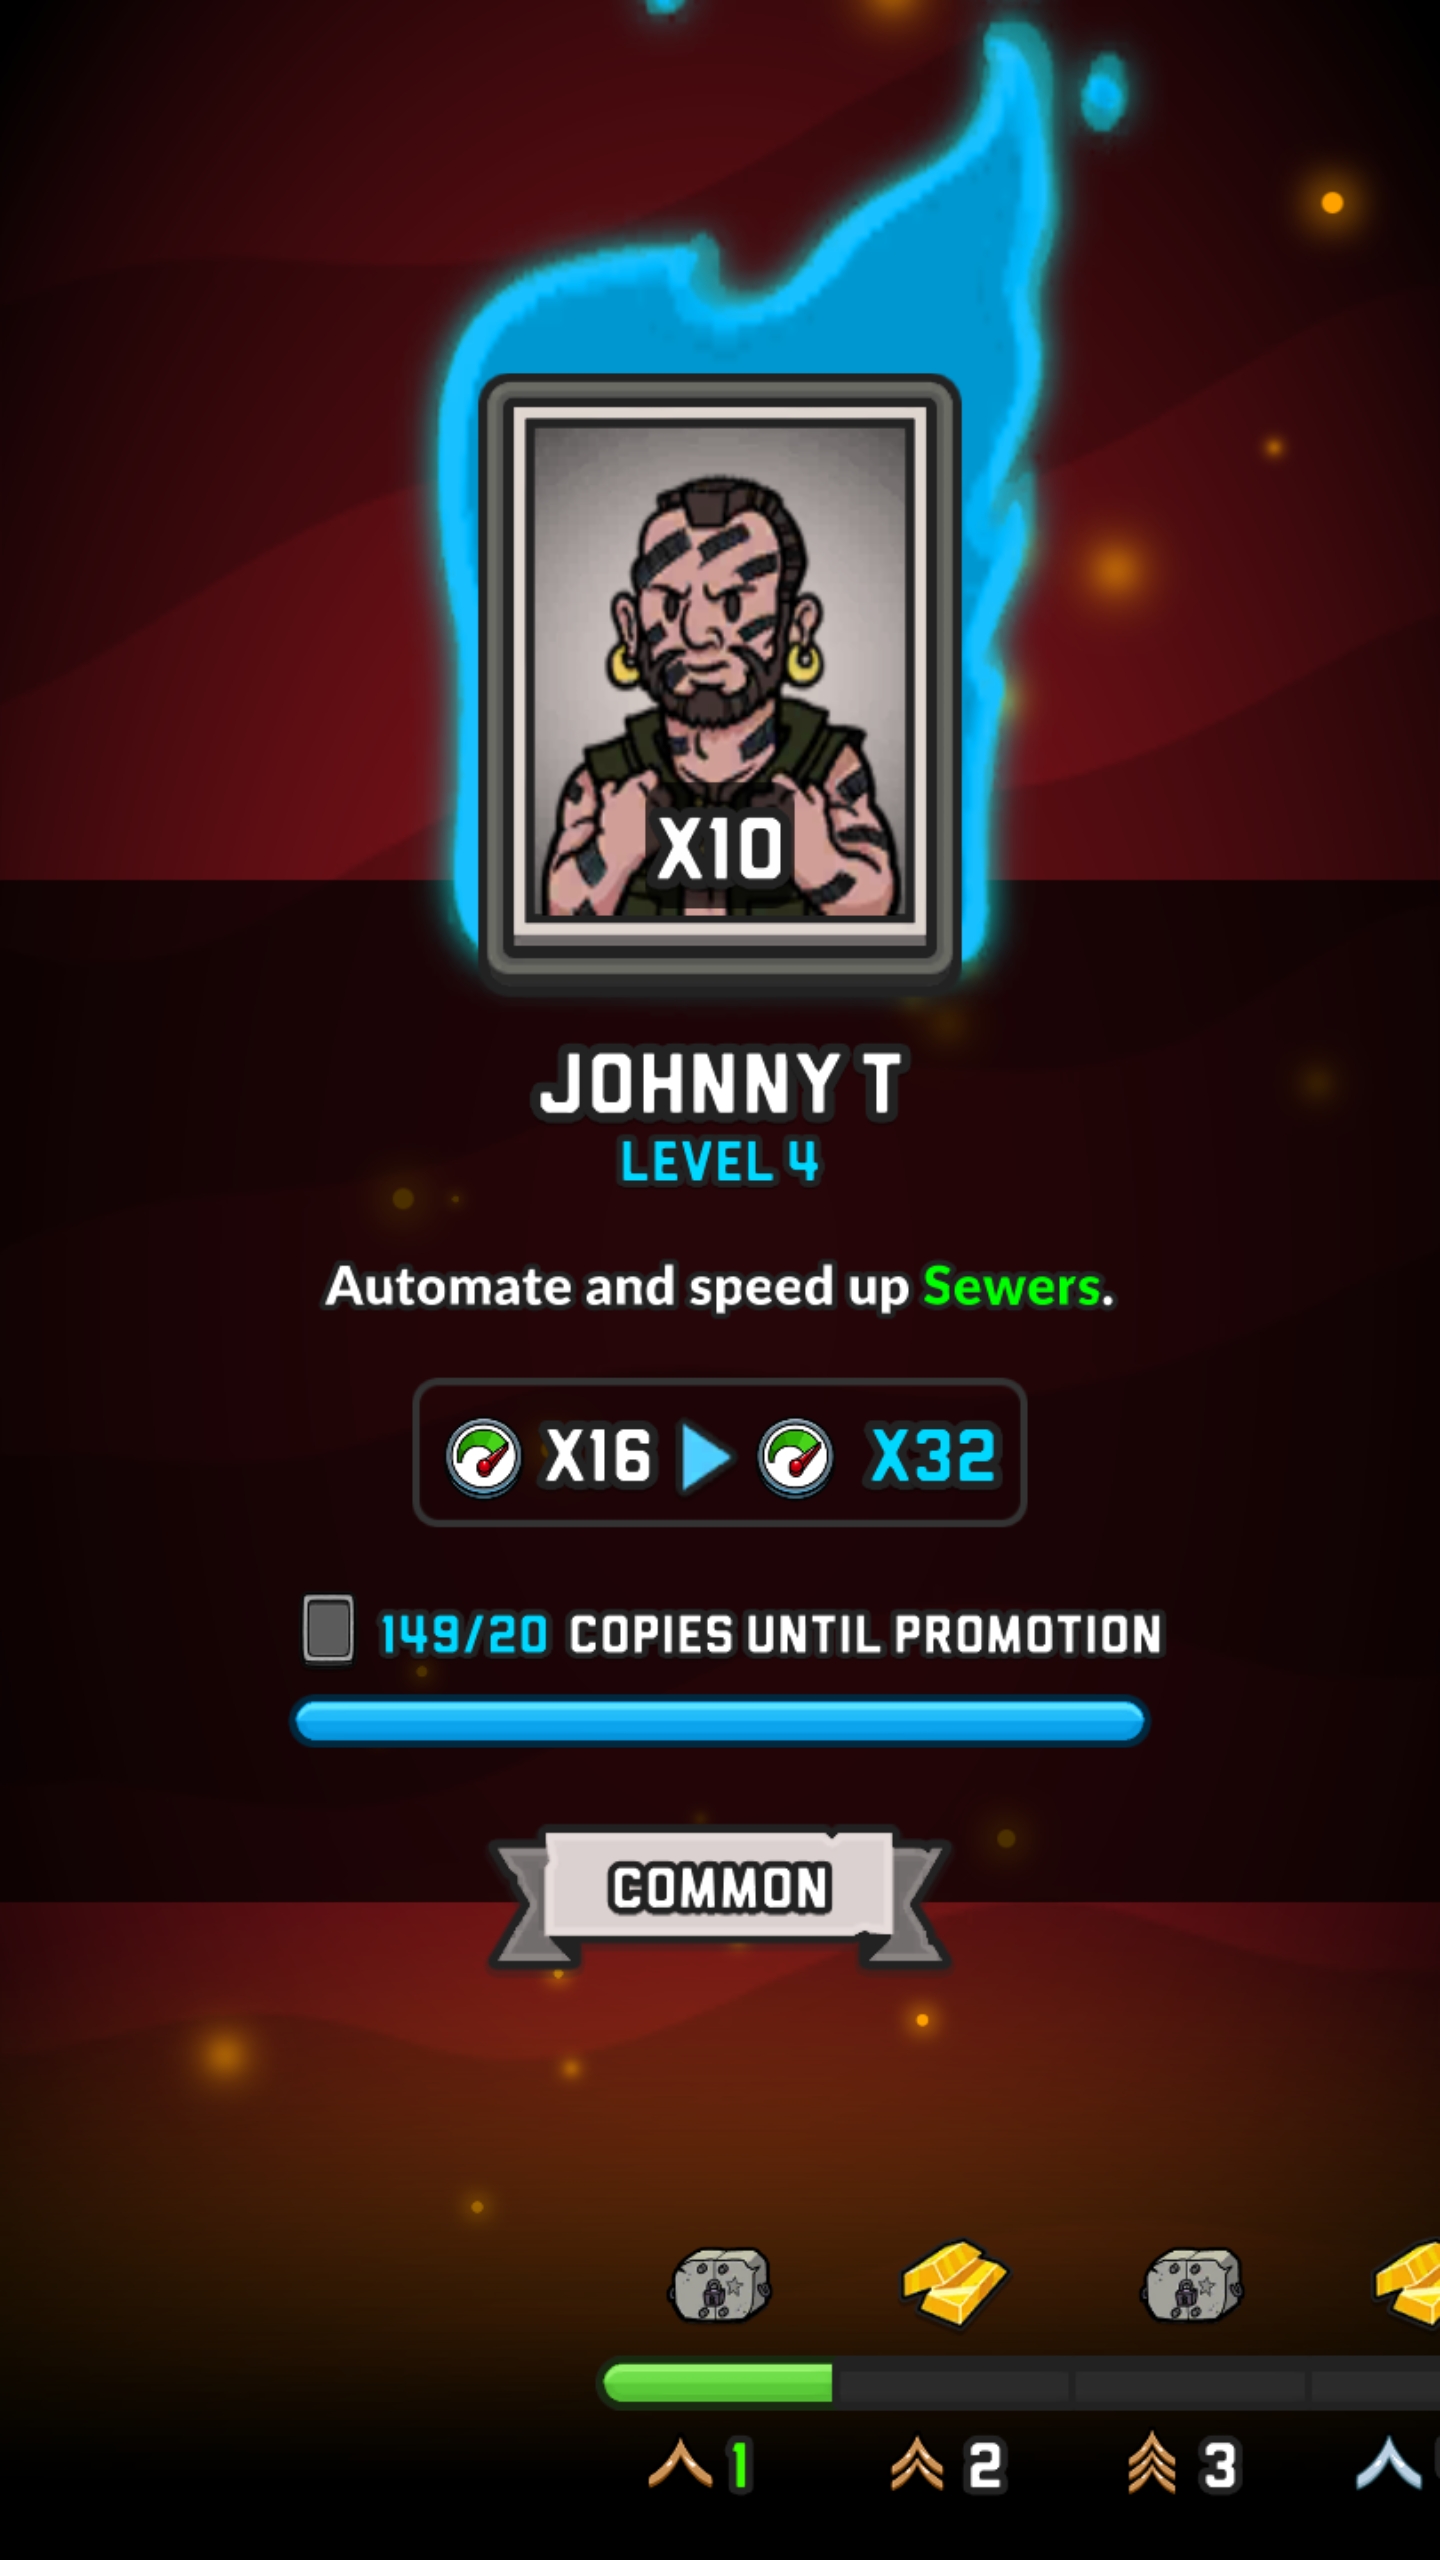 X10
JOHNNY T
LEVEL 4
Automate and speed up Sewers.
X16 X32
149/20 COPIES UNTIL PROMOTION
COMMON
1 2 3